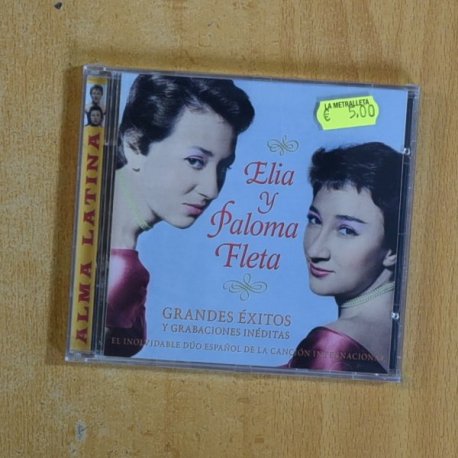 LA METRALLETA
€ 5,00
Elia
y
Paloma
Fleta
GRANDES ÉXITOS
Y GRABACIONES INÉDITAS
EL INOLVIDABLE DÚO ESPAÑOL DE LA CANCIÓN INTERNACIONAL
ALMA LATINA